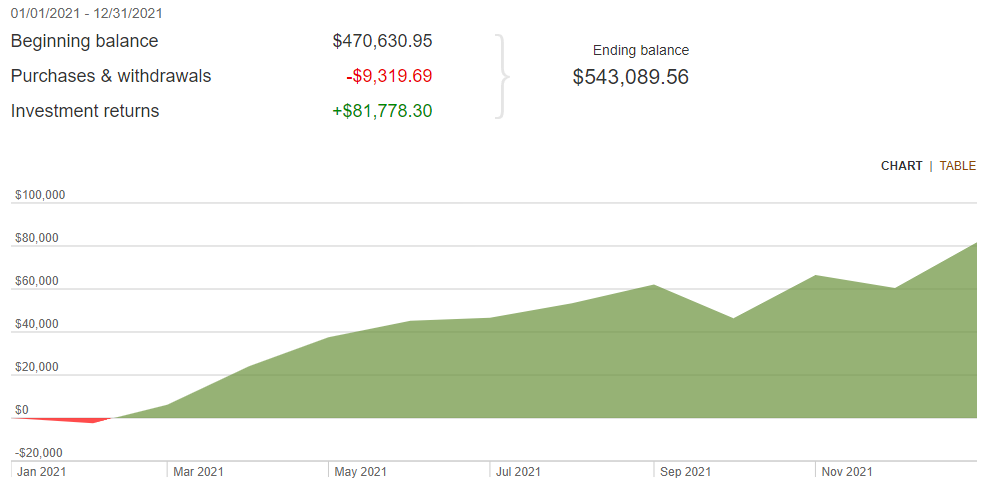 01/01/2021 - 12/31/2021
Beginning balance $470,630.95
Purchases & withdrawals -$9,319.69
Investment returns +$81,778.30
Ending balance
$543,089.56
CHART | TABLE
$100,000
$80,000
$60,000
$40,000
$20,000
$0
-$20,000
Jan 2021 Mar 2021 May 2021 Jul 2021 Sep 2021 Nov 2021